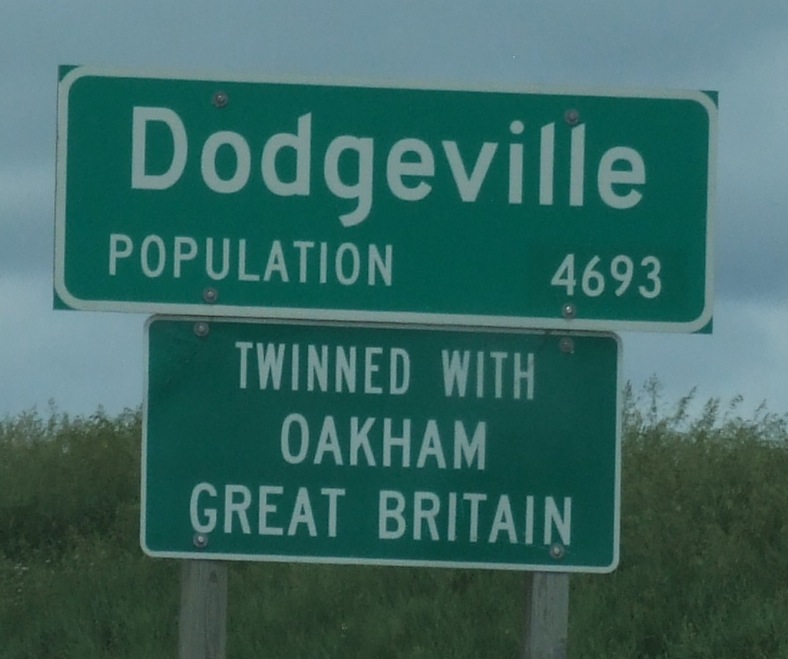 Dodgeville
POPULATION 4693
TWINNED WITH
OAKHAM
GREAT BRITAIN